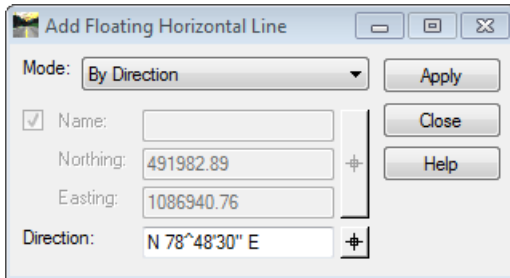 Add Floating Horizontal Line
Mode: By Direction
Apply
Name:
Close
Northing: 491982.89
Help
Easting: 1086940.76
Direction: N 78^48'30" E